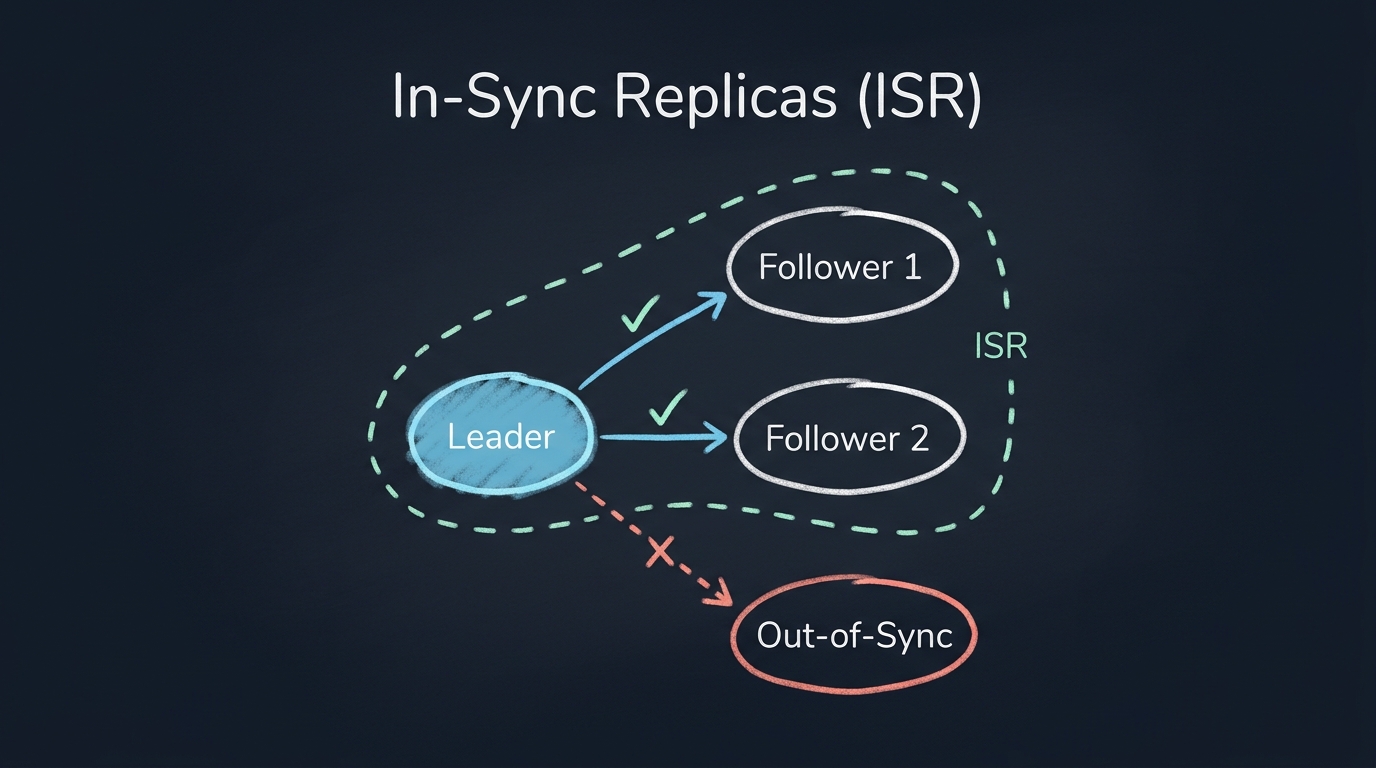 In-Sync Replicas (ISR)
Follower 1
ISR
Leader
Follower 2
Out-of-Sync